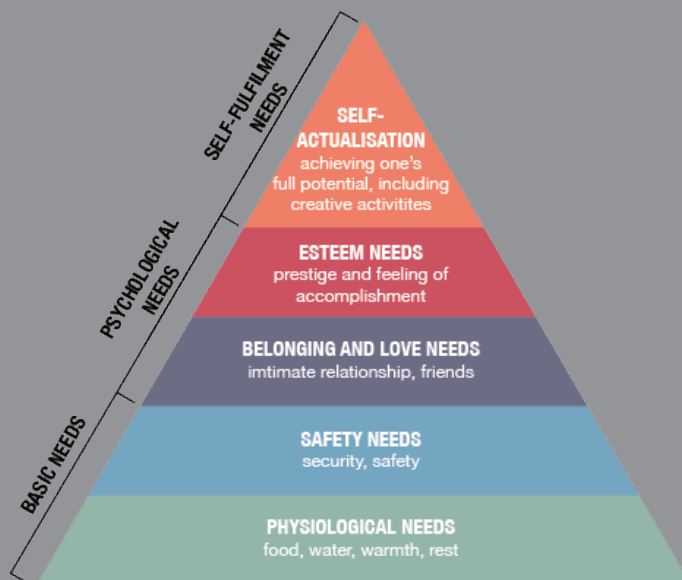 SELF-FULFILMENT
NEEDS
SELF-
ACTUALISATION
achieving one's
full potential, including
creative activitites
PSYCHOLOGICAL
NEEDS
ESTEEM NEEDS
prestige and feeling of
accomplishment
BELONGING AND LOVE NEEDS
imtimate relationship, friends
BASIC NEEDS
SAFETY NEEDS
security, safety
PHYSIOLOGICAL NEEDS
food, water, warmth, rest